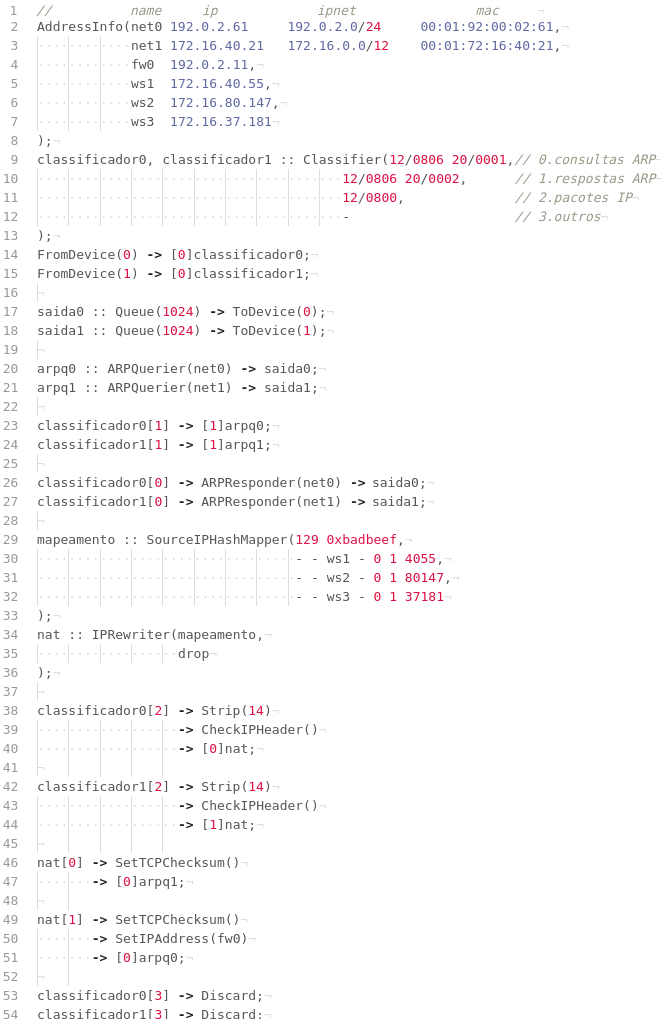 1 // name ip ipnet mac
2 AddressInfo(net0 192.0.2.61 192.0.2.0/24 00:01:92:00:02:61,
3 net1 172.16.40.21 172.16.0.0/12 00:01:72:16:40:21,
4 fw0 192.0.2.11,
5 ws1 172.16.40.55,
6 ws2 172.16.80.147,
7 ws3 172.16.37.181
8 );
9 classificador0, classificador1 :: Classifier(12/0806 20/0001,// 0.consultas ARP
10 12/0806 20/0002, // 1.respostas ARP
11 12/0800, // 2.pacotes IP
12 - // 3.outros
13 );
14 FromDevice(0) -> [0]classificador0;
15 FromDevice(1) -> [0]classificador1;
16
17 saida0 :: Queue(1024) -> ToDevice(0);
18 saida1 :: Queue(1024) -> ToDevice(1);
19
20 arpq0 :: ARPQuerier(net0) -> saida0;
21 arpq1 :: ARPQuerier(net1) -> saida1;
22
23 classificador0[1] -> [1]arpq0;
24 classificador1[1] -> [1]arpq1;
25
26 classificador0[0] -> ARPResponder(net0) -> saida0;
27 classificador1[0] -> ARPResponder(net1) -> saida1;
28
29 mapeamento :: SourceIPHashMapper(129 0xbadbeef,
30 - - ws1 - 0 1 4055,
31 - - ws2 - 0 1 80147,
32 - - ws3 - 0 1 37181
33 );
34 nat :: IPRewriter(mapeamento,
35 drop
36 );
37
38 classificador0[2] -> Strip(14)
39 -> CheckIPHeader()
40 -> [0]nat;
41
42 classificador1[2] -> Strip(14)
43 -> CheckIPHeader()
44 -> [1]nat;
45
46 nat[0] -> SetTCPChecksum()
47 -> [0]arpq1;
48
49 nat[1] -> SetTCPChecksum()
50 -> SetIPAddress(fw0)
51 -> [0]arpq0;
52
53 classificador0[3] -> Discard;
54 classificador1[3] -> Discard;